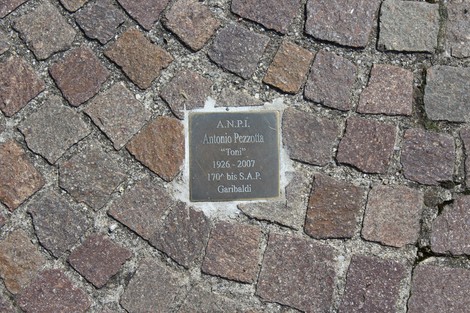 A.N.P.I.
Antonio Pezzotta
"Toni"
1926 - 2007
170^ bis S.A.P.
Garibaldi